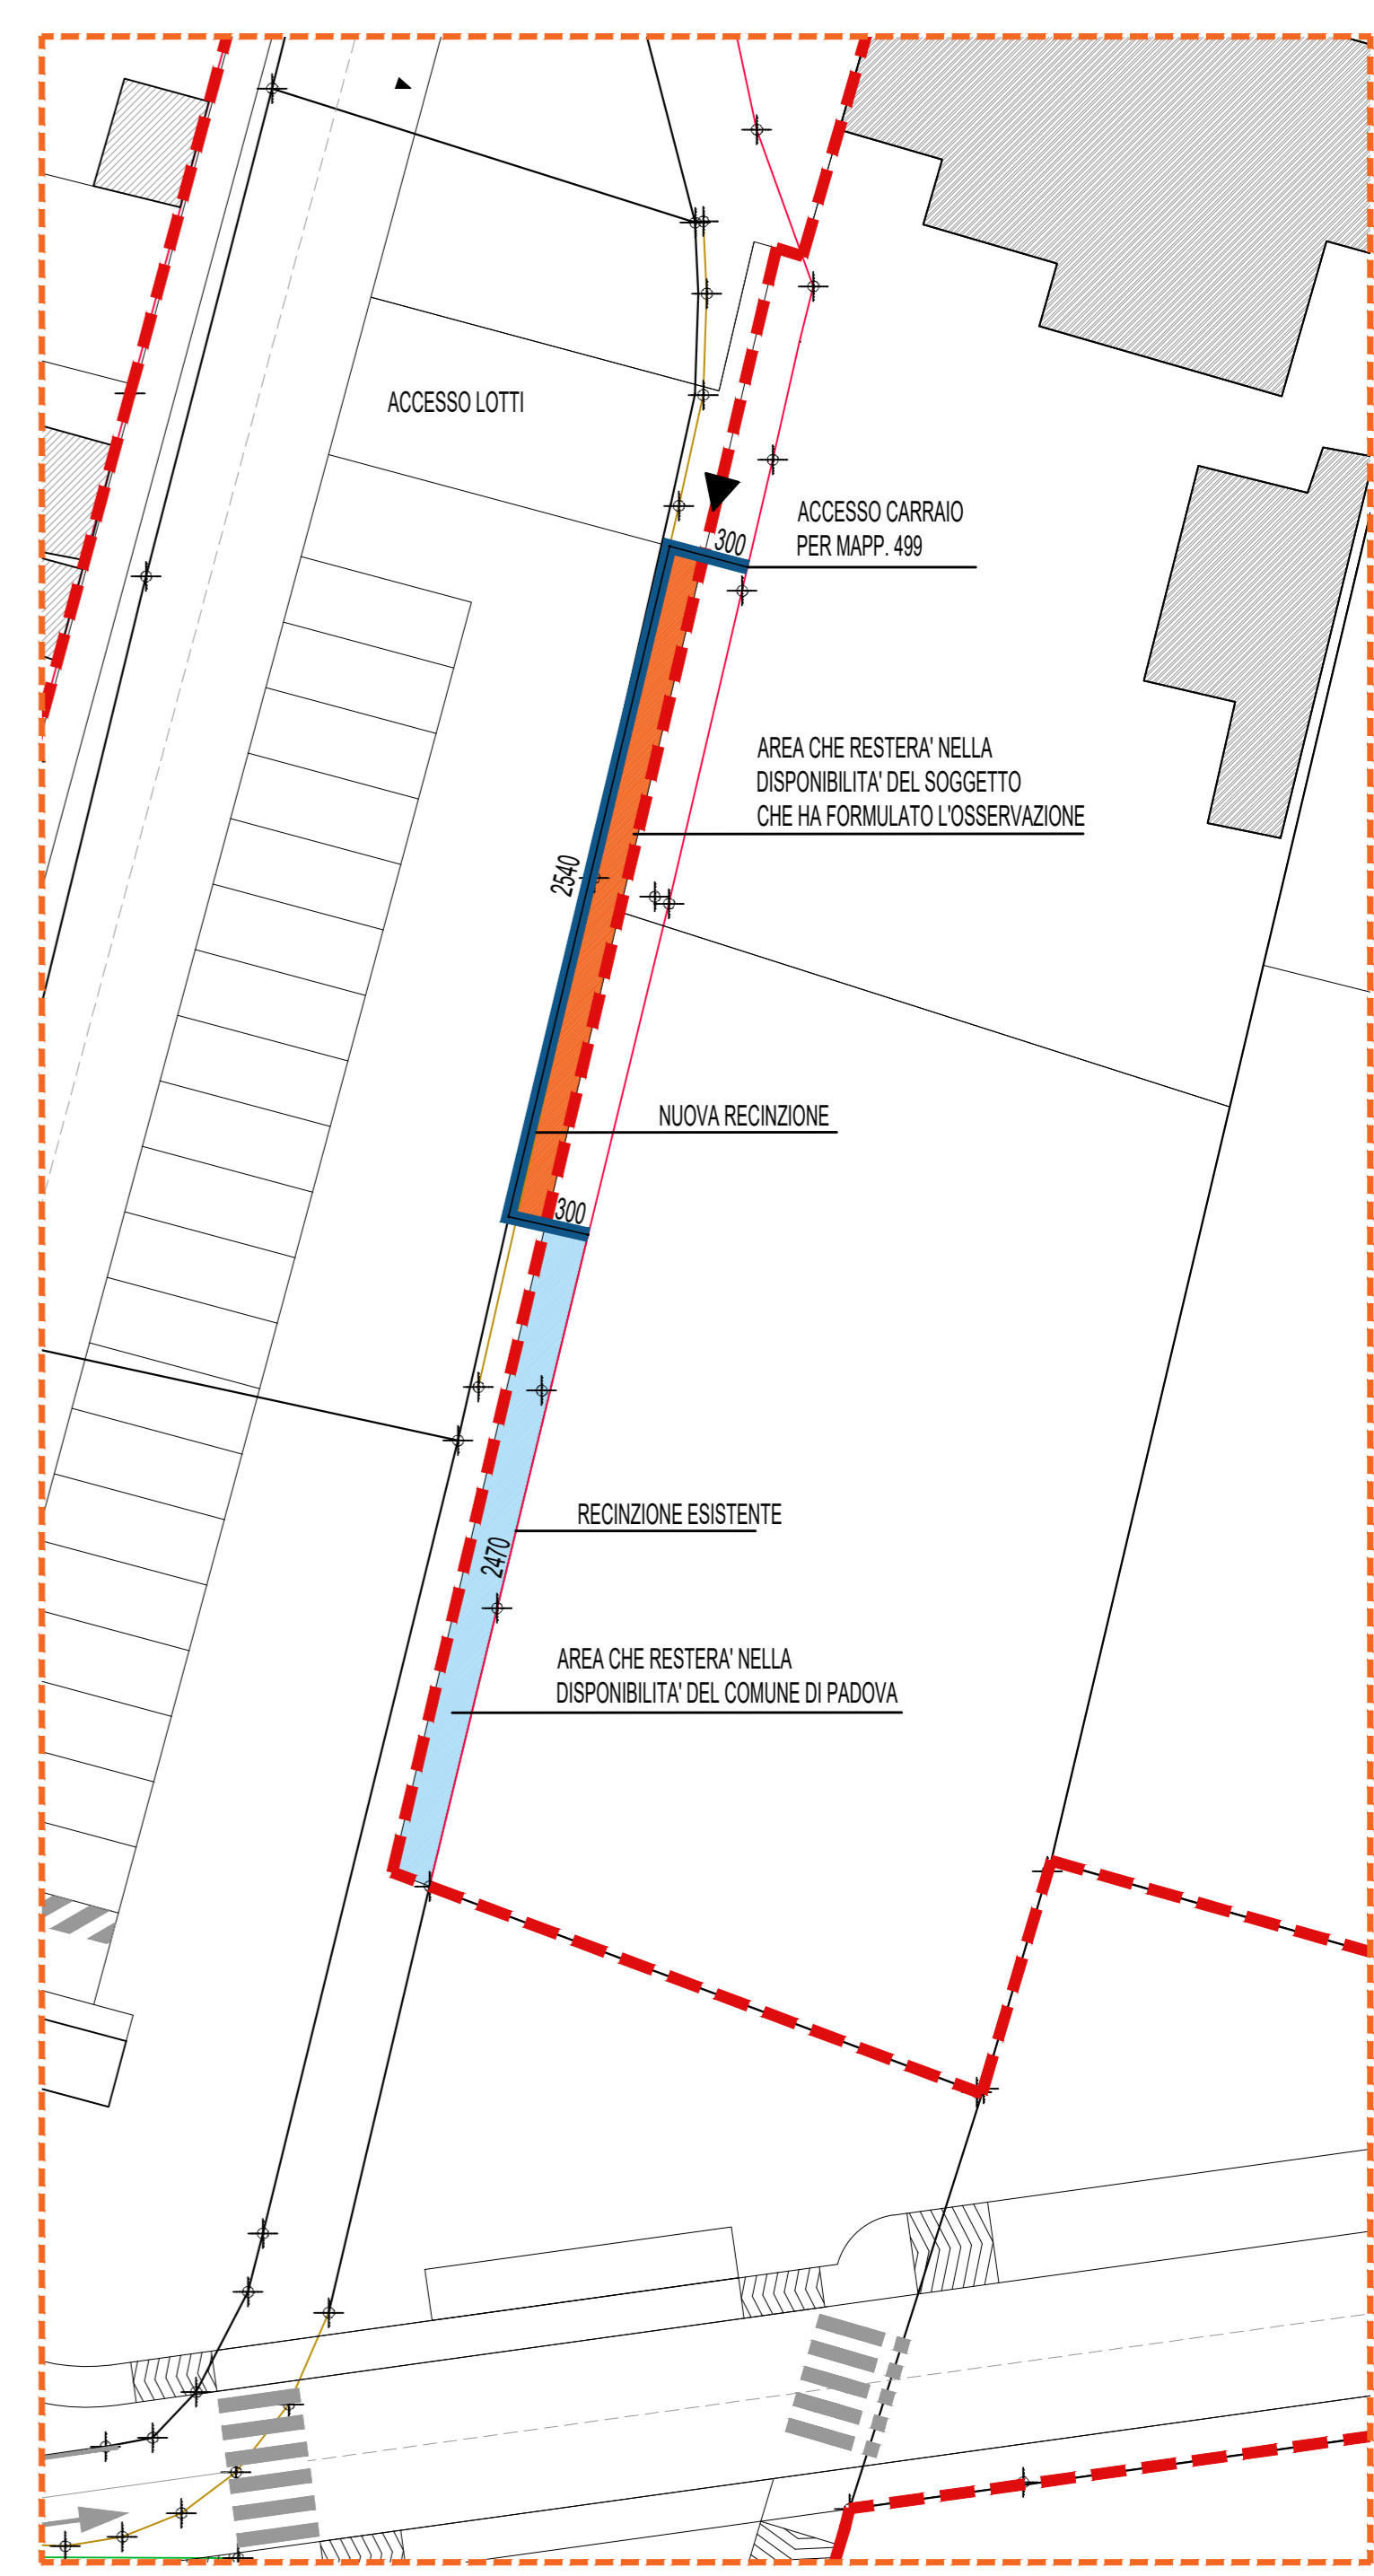 ACCESSO LOTTI
ACCESSO CARRAIO
PER MAPP. 499
300
AREA CHE RESTERA' NELLA
DISPONIBILITA' DEL SOGGETTO
CHE HA FORMULATO L'OSSERVAZIONE
2540
NUOVA RECINZIONE
300
RECINZIONE ESISTENTE
2470
AREA CHE RESTERA' NELLA
DISPONIBILITA' DEL COMUNE DI PADOVA